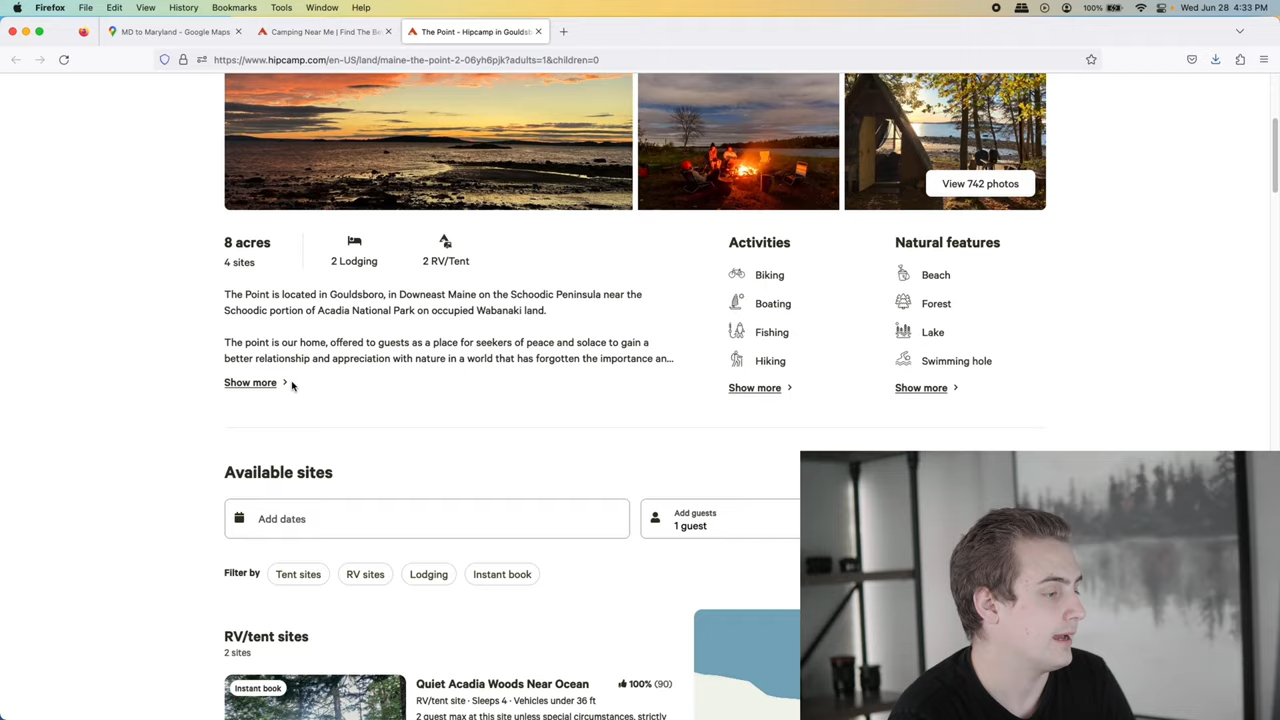 Firefox File Edit View History Bookmarks Tools Window Help 100% Wed Jun 28 4:33 PM
MD to Maryland - Google Maps Camping Near Me | Find The Be The Point - Hipcamp in Gouldsb
https://www.hipcamp.com/en-US/land/maine-the-point-2-06yh6pjk?adults=1&children=0
View 742 photos
8 acres
4 sites
2 Lodging
2 RV/Tent
The Point is located in Gouldsboro, in Downeast Maine on the Schoodic Peninsula near the
Schoodic portion of Acadia National Park on occupied Wabanaki land.
The point is our home, offered to guests as a place for seekers of peace and solace to gain a
better relationship and appreciation with nature in a world that has forgotten the importance an...
Show more
Activities
Biking
Boating
Fishing
Hiking
Show more
Natural features
Beach
Forest
Lake
Swimming hole
Show more
Available sites
Add dates
Add guests
1 guest
Filter by Tent sites RV sites Lodging Instant book
RV/tent sites
2 sites
Instant book
Quiet Acadia Woods Near Ocean 100% (90)
RV/tent site · Sleeps 4 · Vehicles under 36 ft
2 guest max at this site unless special circumstances, strictly